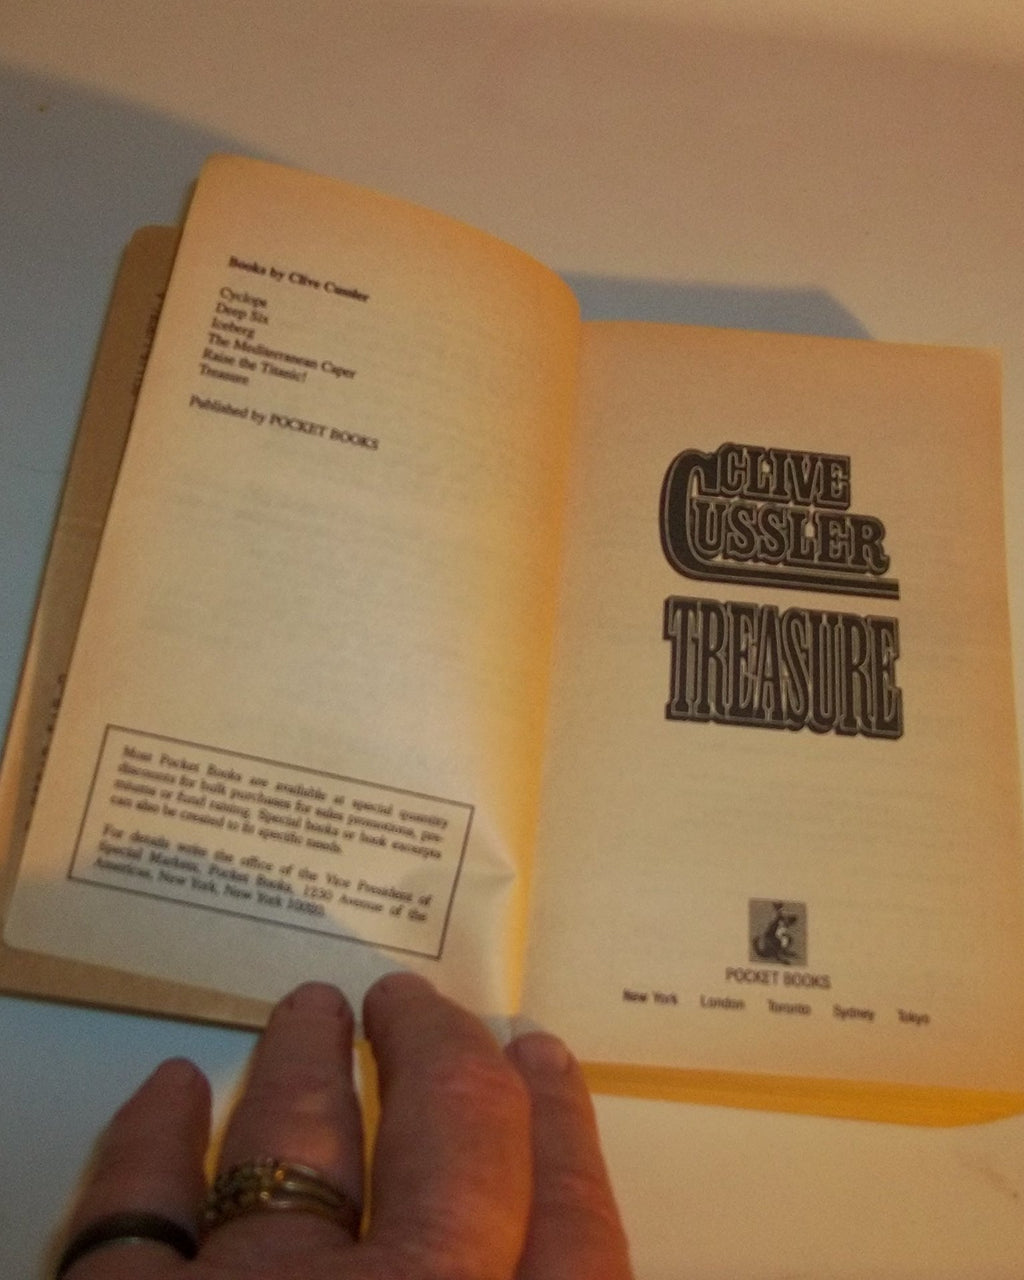 Books by Clive Cussler
Cyclops
Deep Six
Iceberg
The Mediterranean Caper
Raise the Titanic!
Treasure
Published by POCKET BOOKS
Most Pocket Books are available at special quantity
discounts for bulk purchases for sales promotions, pre-
miums or fund raising. Special books or book excerpts
can also be created to fit specific needs.
For details write the office of the Vice President of
Special Markets, Pocket Books, 1230 Avenue of the
Americas, New York, New York 10020.
CLIVE
CUSSLER
TREASURE
POCKET BOOKS
New York London Toronto Sydney Tokyo